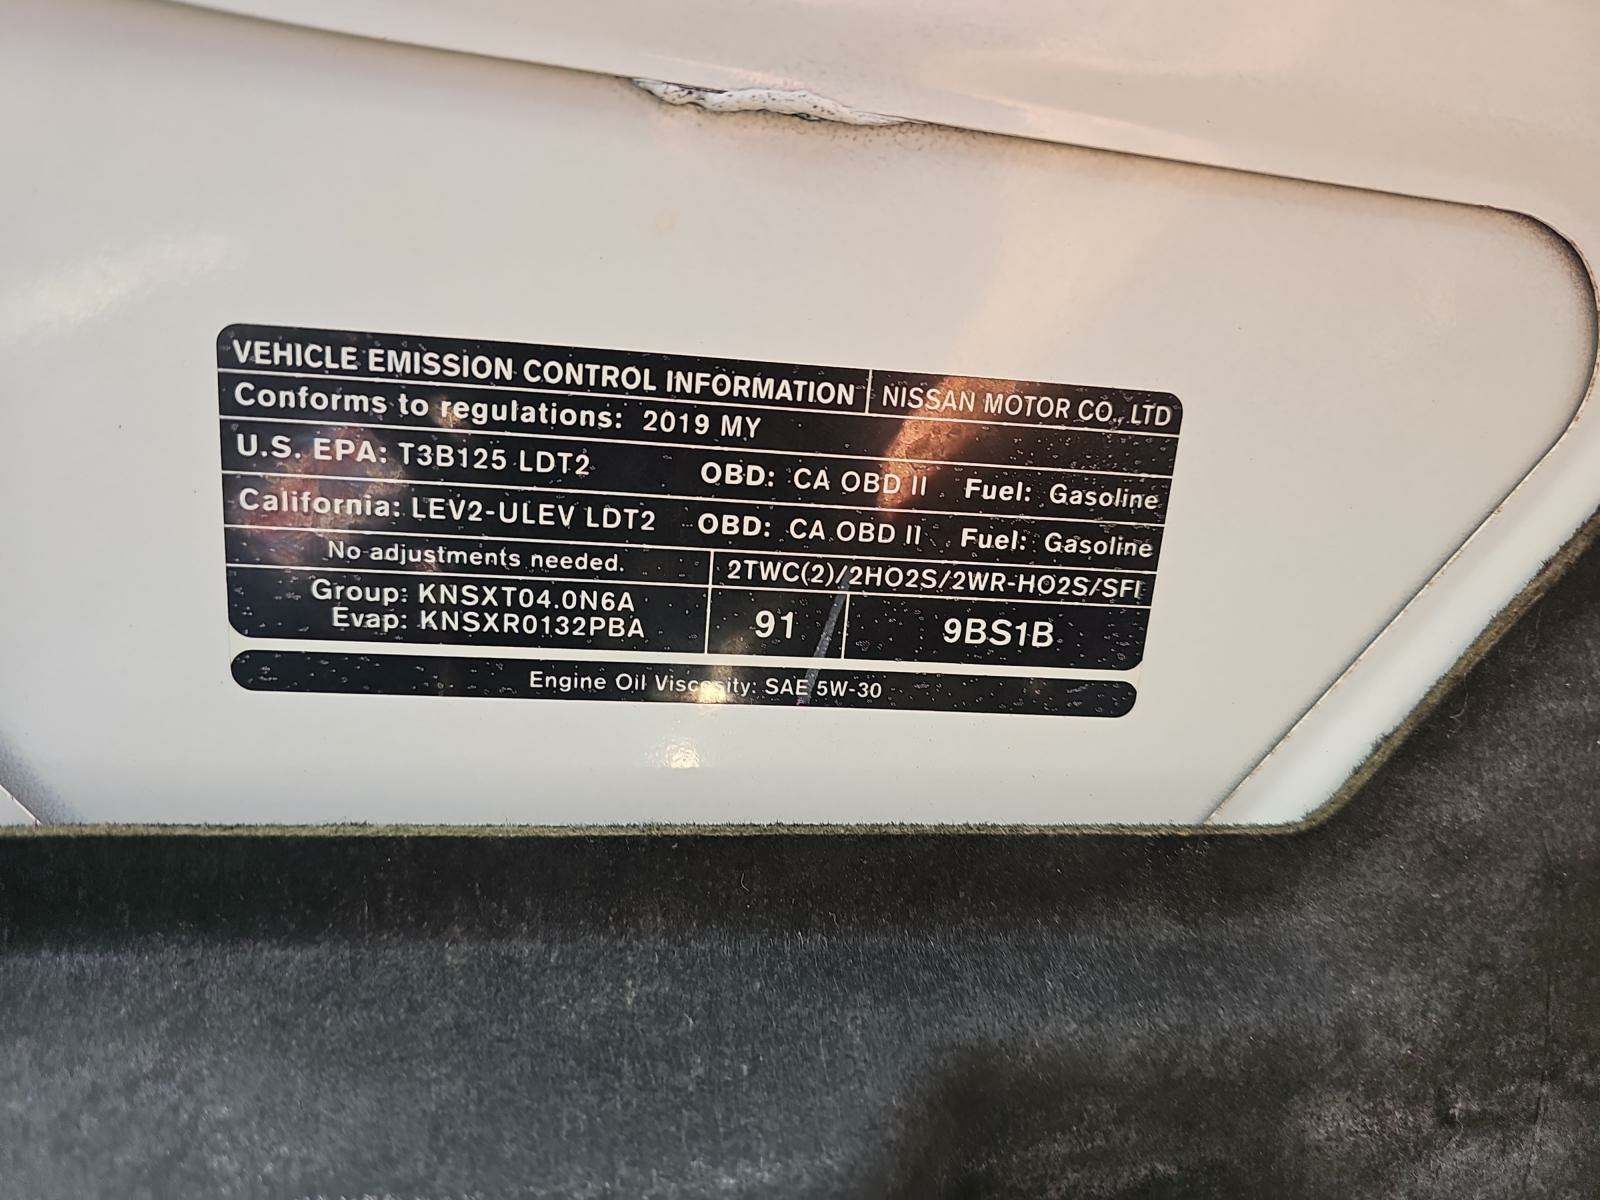 VEHICLE EMISSION CONTROL INFORMATION NISSAN MOTOR CO., LTD
Conforms to regulations: 2019 MY
U.S. EPA: T3B125 LDT2 OBD: CA OBD II Fuel: Gasoline
California: LEV2-ULEV LDT2 OBD: CA OBD II Fuel: Gasoline
No adjustments needed. 2TWC(2)/2HO2S/2WR-HO2S/SFI
Group: KNSXT04.0N6A
Evap: KNSXR0132PBA 91 9BS1B
Engine Oil Viscosity: SAE 5W-30